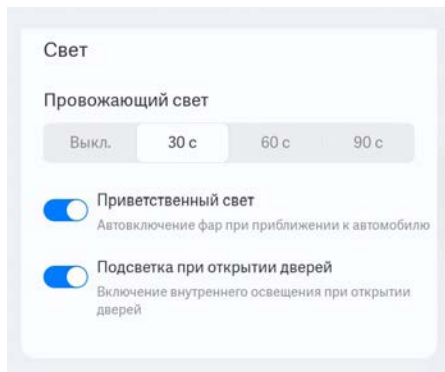 Свет
Провожающий свет
Выкл. 30 с 60 с 90 с
Приветственный свет
Автовключение фар при приближении к автомобилю
Подсветка при открытии дверей
Включение внутреннего освещения при открытии
дверей